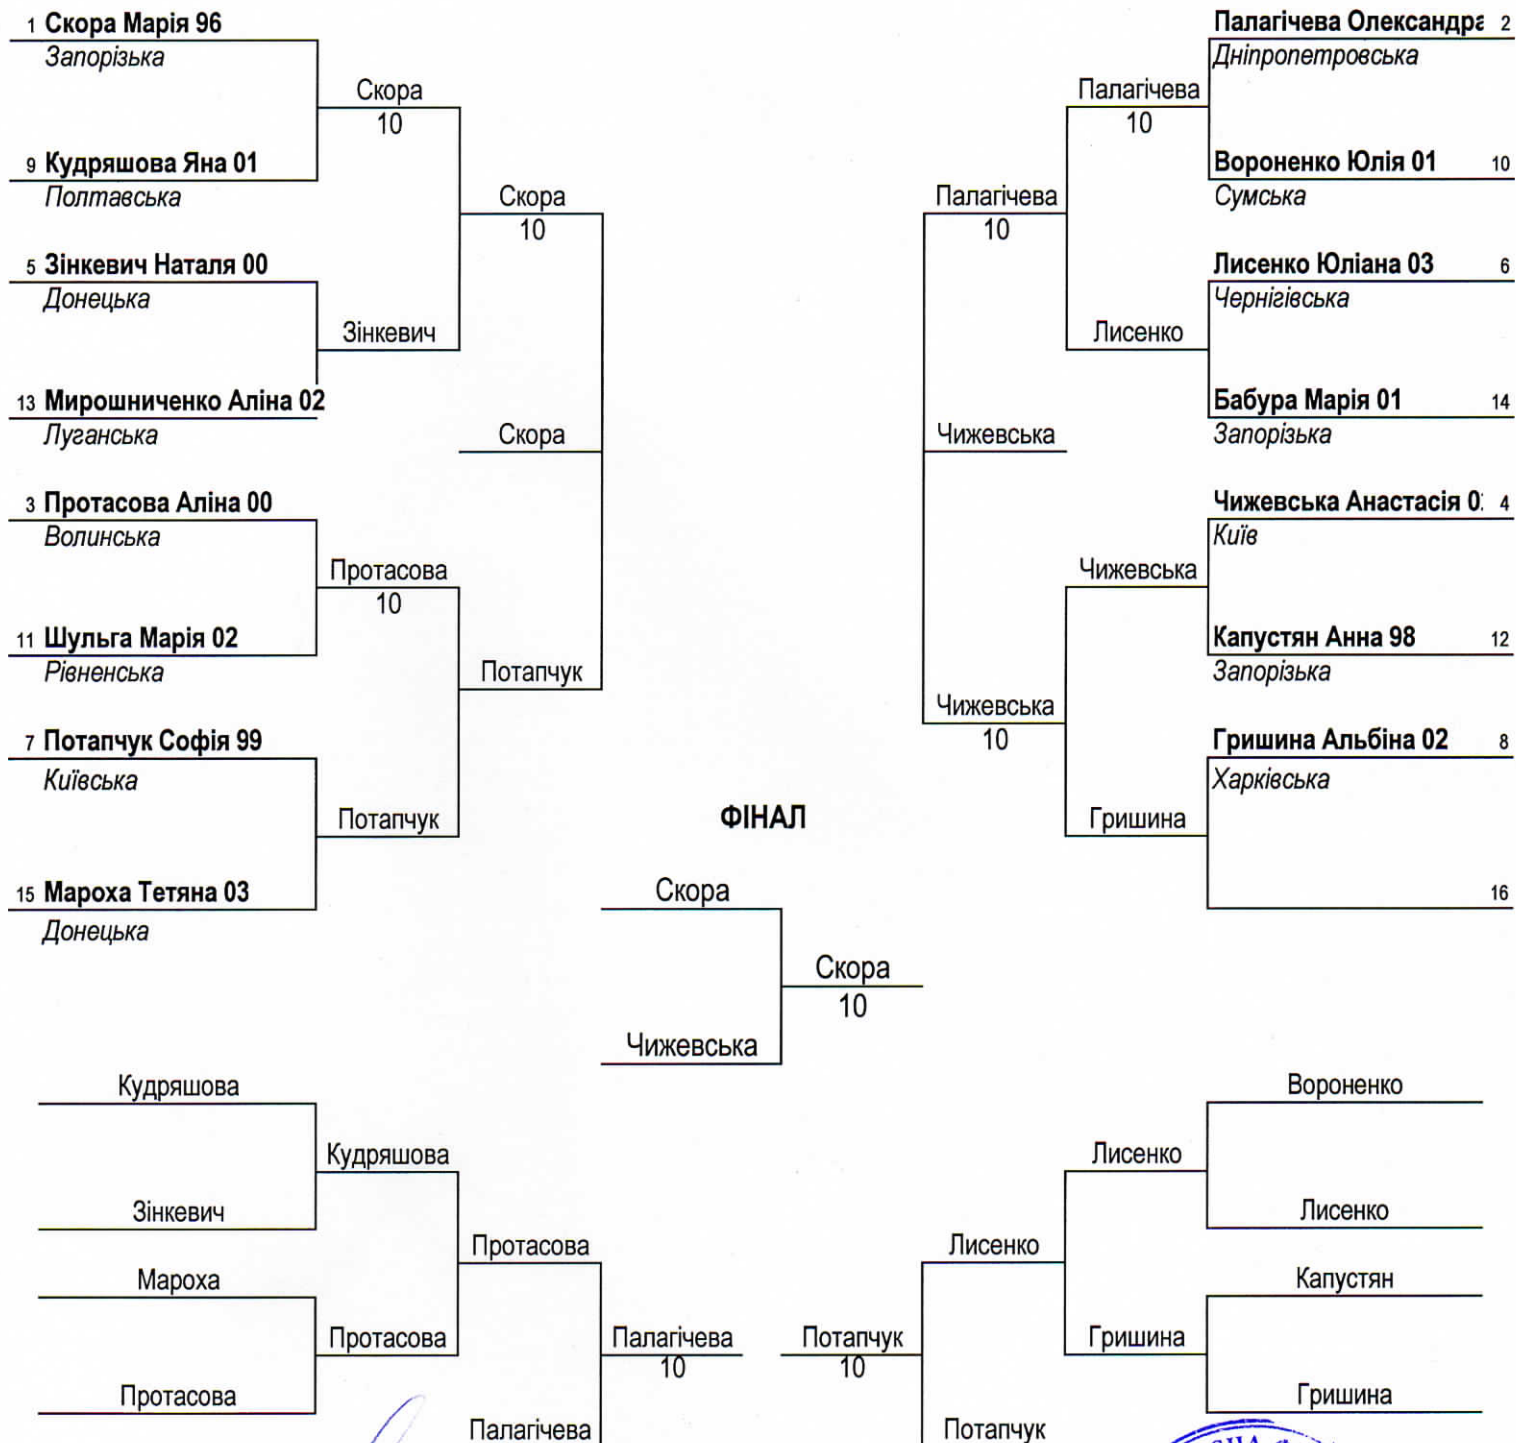 1 Скора Марія 96
Запорізька
Скора
10
9 Кудряшова Яна 01
Полтавська
Скора
10
5 Зінкевич Наталя 00
Донецька
Зінкевич
13 Мирошниченко Аліна 02
Луганська
Скора
3 Протасова Аліна 00
Волинська
Протасова
10
11 Шульга Марія 02
Рівненська
Потапчук
7 Потапчук Софія 99
Київська
Потапчук
15 Мароха Тетяна 03
Донецька
Палагічева Олександра 2
Дніпропетровська
Палагічева
10
Вороненко Юлія 01 10
Сумська
Палагічева
10
Лисенко Юліана 03 6
Чернігівська
Лисенко
Бабура Марія 01 14
Запорізька
Чижевська
Чижевська Анастасія 4
Київ
Чижевська
Капустян Анна 98 12
Запорізька
Чижевська
10
Гришина Альбіна 02 8
Харківська
Гришина
16
ФІНАЛ
Скора
Скора
10
Чижевська
Кудряшова
Кудряшова
Зінкевич
Протасова
Мароха
Протасова
Протасова
Палагічева
10
Палагічева
Вороненко
Лисенко
Лисенко
Лисенко
Капустян
Гришина
Гришина
Потапчук
10
Потапчук